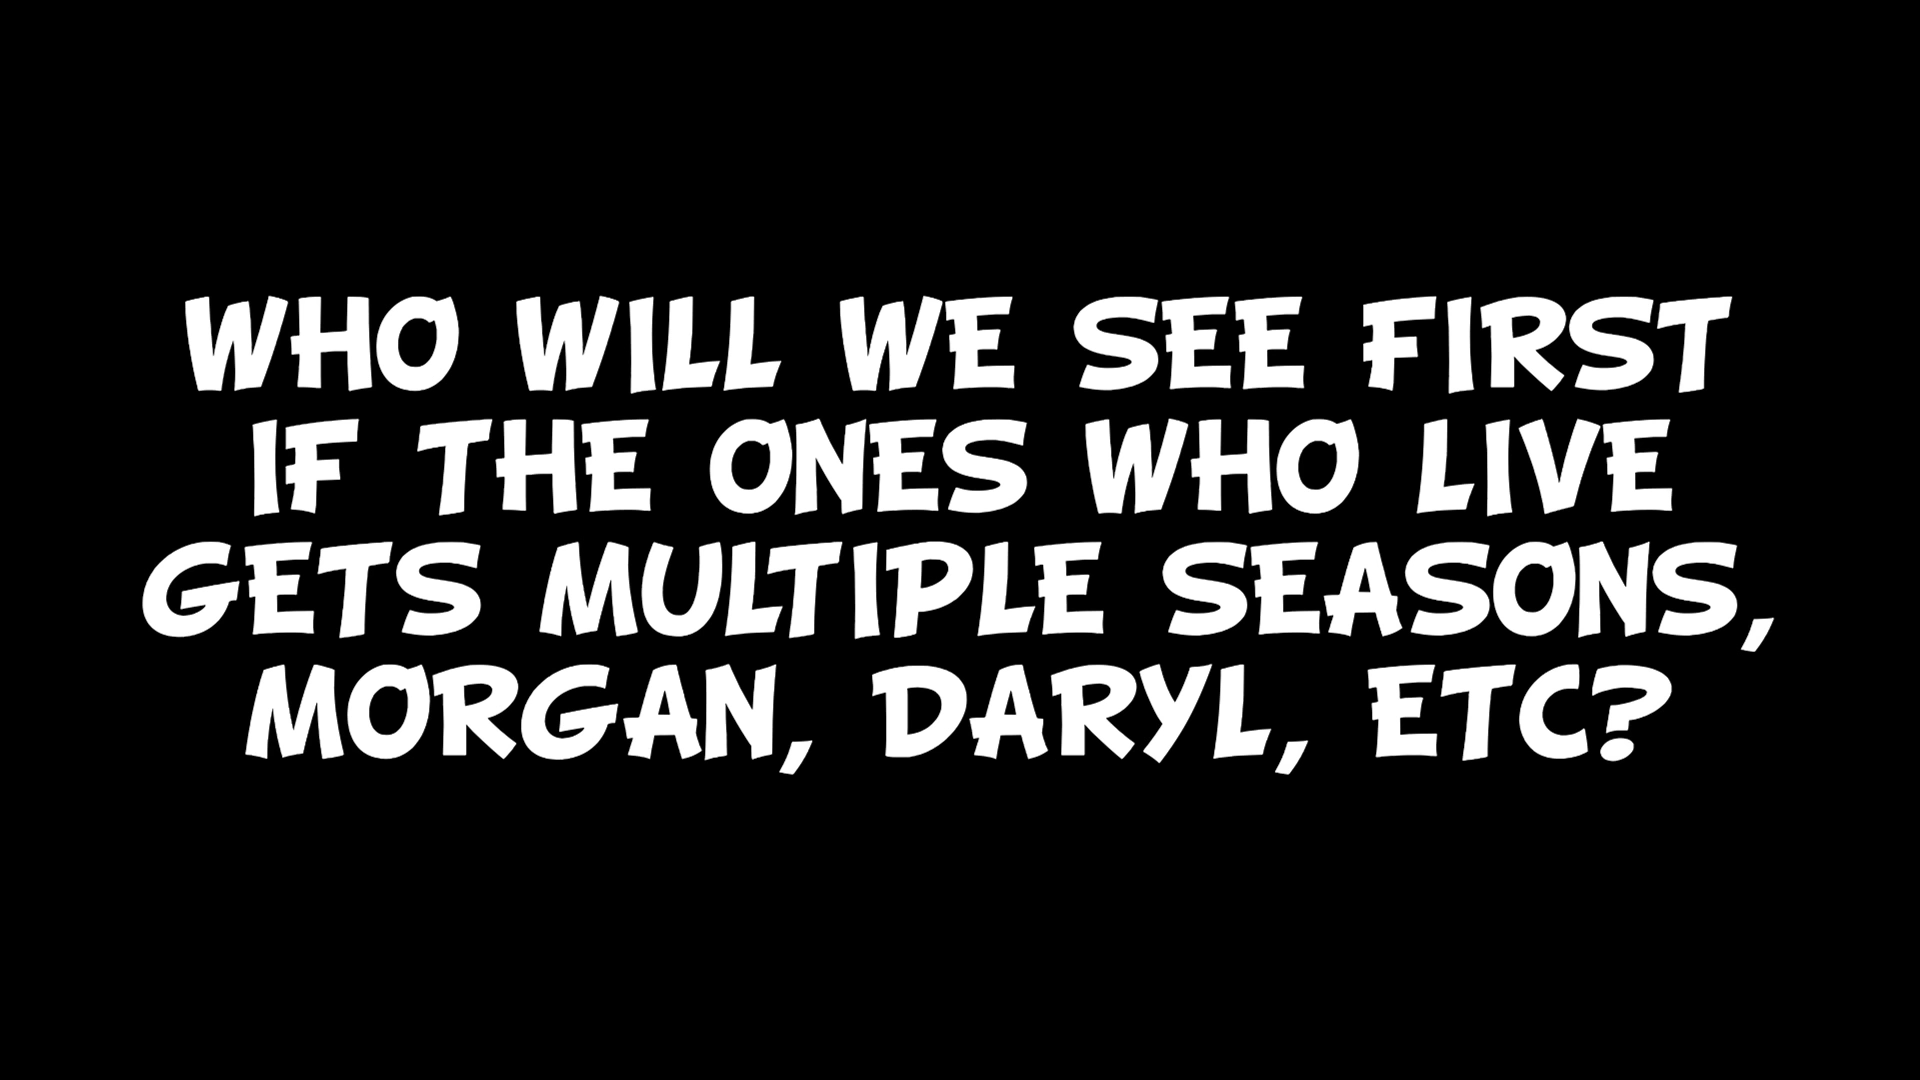 WHO WILL WE SEE FIRST
IF THE ONES WHO LIVE
GETS MULTIPLE SEASONS,
MORGAN, DARYL, ETC?